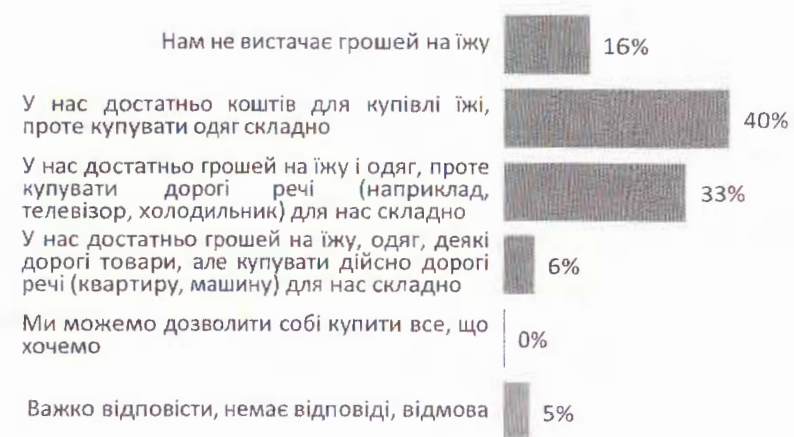 Нам не вистачає грошей на їжу
16%
У нас достатньо коштів для купівлі їжі,
проте купувати одяг складно
40%
У нас достатньо грошей на їжу і одяг, проте
купувати дорогі речі (наприклад,
телевізор, холодильник) для нас складно
33%
У нас достатньо грошей на їжу, одяг, деякі
дорогі товари, але купувати дійсно дорогі
речі (квартиру, машину) для нас складно
6%
Ми можемо дозволити собі купити все, що
хочемо
0%
Важко відповісти, немає відповіді, відмова
5%